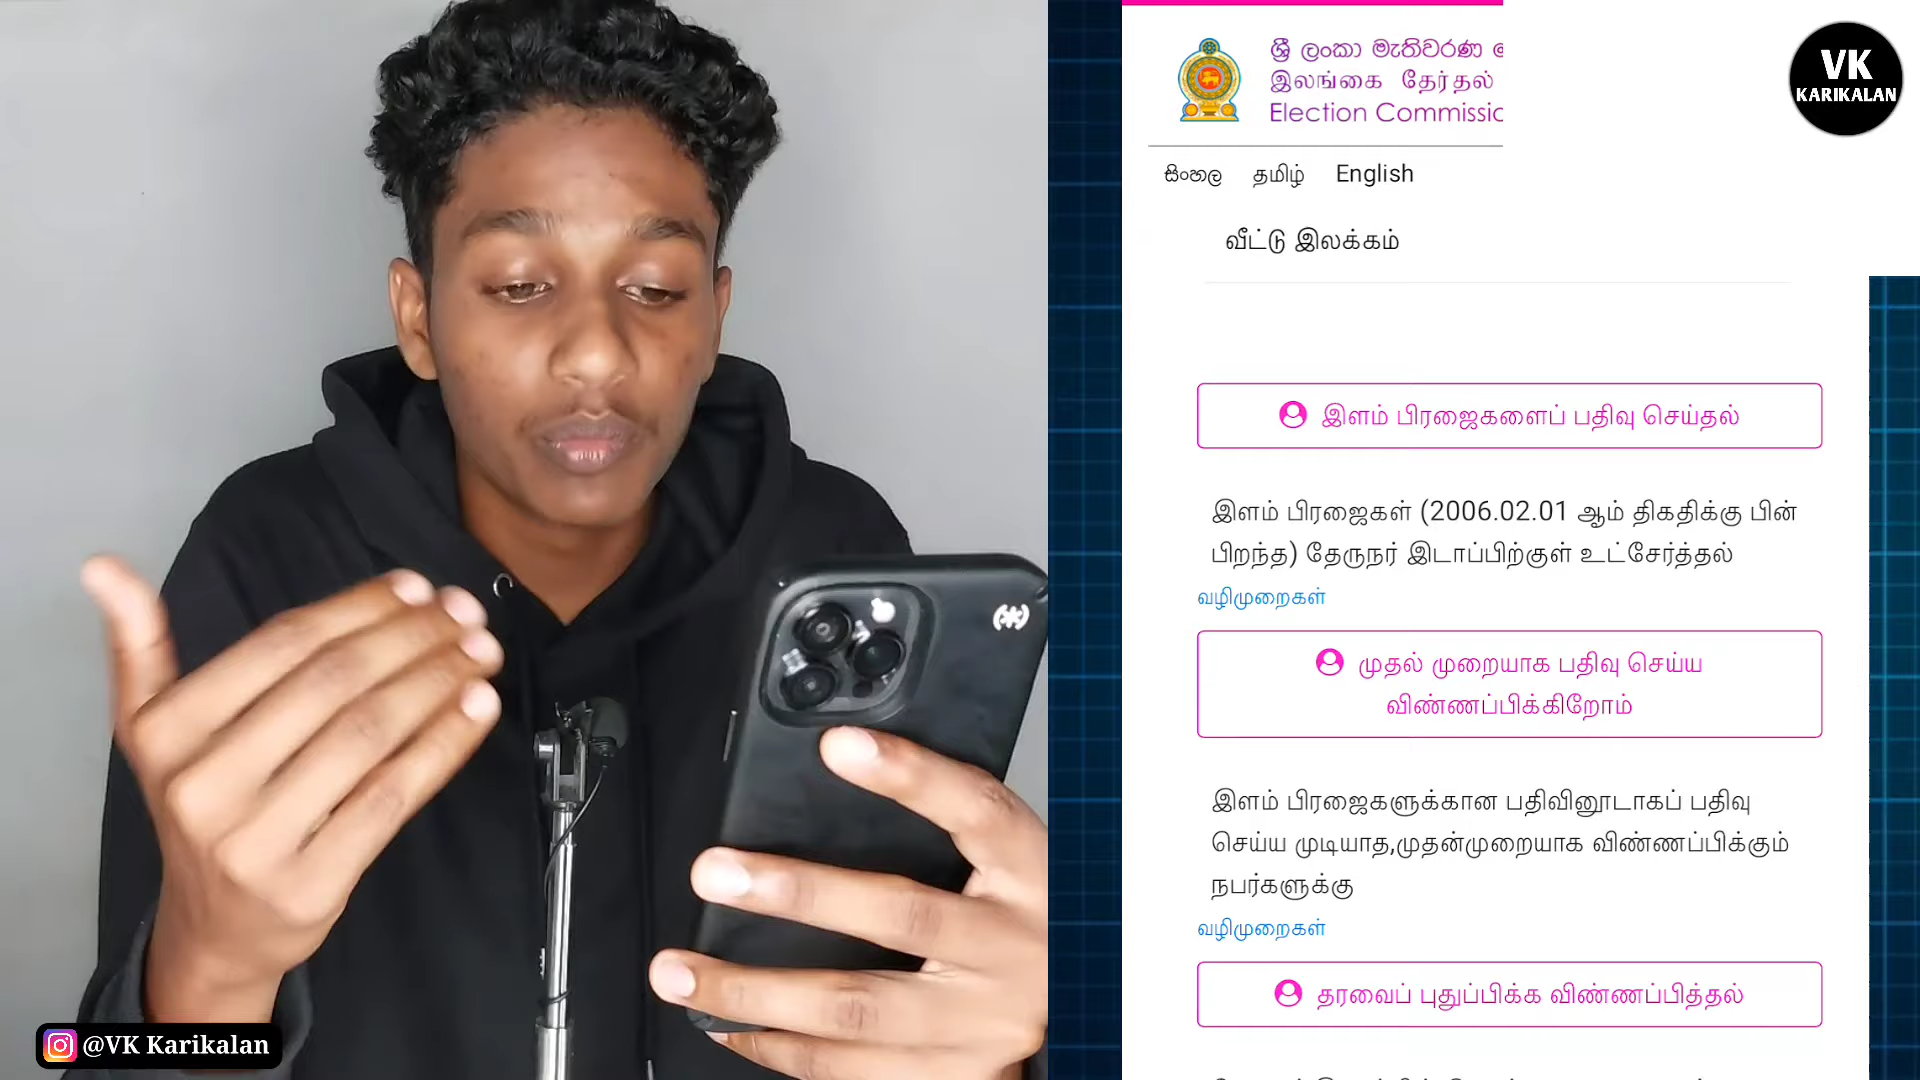 ශ්‍රී ලංකා මැතිවරණ
இலங்கை தேர்தல்
Election Commissic
සිංහල தமிழ் English
வீட்டு இலக்கம்
இளம் பிரஜைகளைப் பதிவு செய்தல்
இளம் பிரஜைகள் (2006.02.01 ஆம் திகதிக்கு பின்
பிறந்த) தேருநர் இடாப்பிற்குள் உட்சேர்த்தல்
வழிமுறைகள்
முதல் முறையாக பதிவு செய்ய
விண்ணப்பிக்கிறோம்
இளம் பிரஜைகளுக்கான பதிவினூடாகப் பதிவு
செய்ய முடியாத,முதன்முறையாக விண்ணப்பிக்கும்
நபர்களுக்கு
வழிமுறைகள்
தரவைப் புதுப்பிக்க விண்ணப்பித்தல்
VK
KARIKALAN
@VK Karikalan